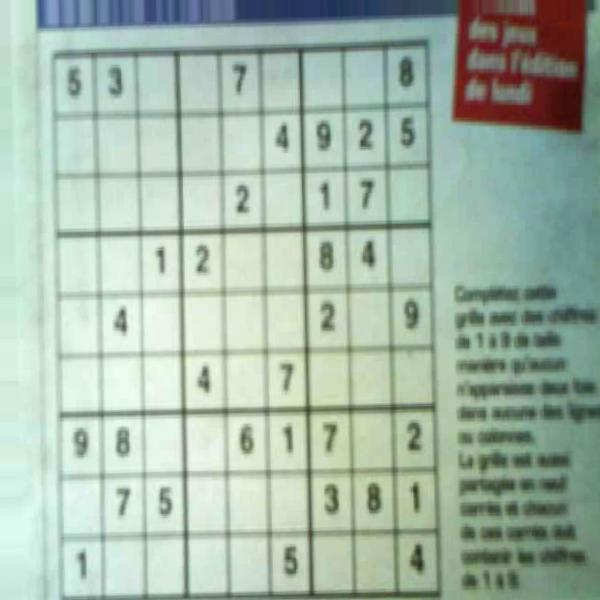 des jeux
dans l'édition
de lundi
5 3 7 8
4 9 2 5
2 1 7
1 2 8 4
4 2 9
4 7
9 8 6 1 7 2
7 5 3 8 1
1 5 4
Complétez cette
grille avec des chiffres
de 1 à 9 de telle
manière qu'aucun
n'apparaisse deux fois
dans aucune des lignes
ou colonnes.
La grille est aussi
partagée en neuf
carrés et chacun
de ces carrés doit
contenir les chiffres
de 1 à 9.